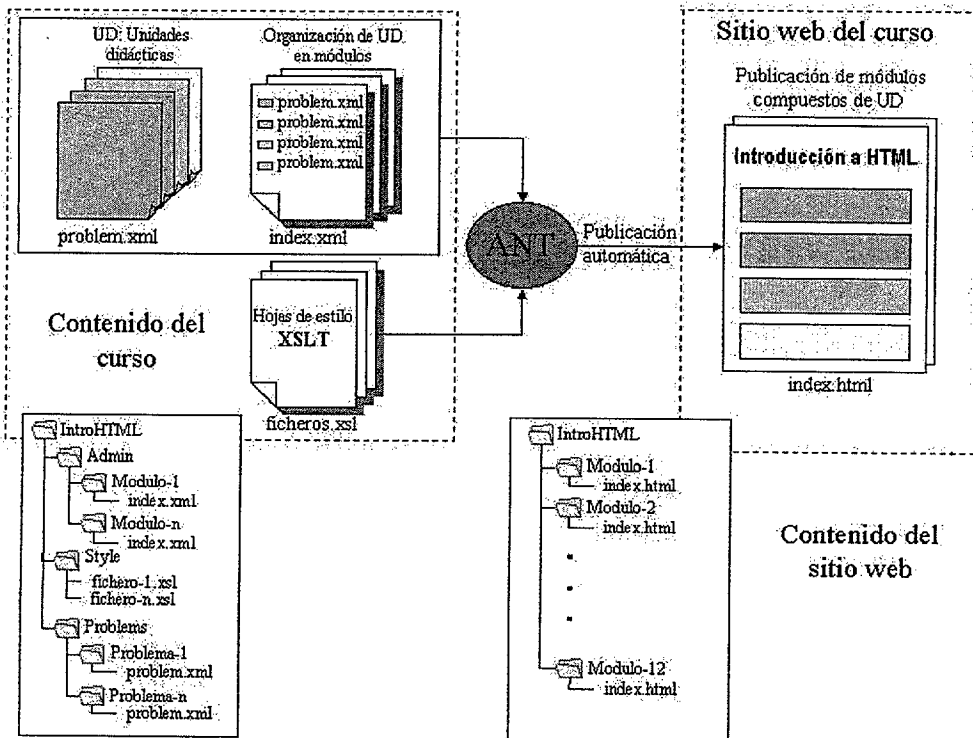 UD: Unidades
didácticas
problem.xml
Organización de UD
en módulos
problem.xml
problem.xml
problem.xml
problem.xml
index.xml
Contenido del
curso
Hojas de estilo
XSLT
ficheros.xsl
ANT
Publicación
automática
Sitio web del curso
Publicación de módulos
compuestos de UD
Introducción a HTML
index.html
IntroHTML
Admin
Modulo-1
index.xml
Modulo-n
index.xml
Style
fichero-1.xsl
fichero-n.xsl
Problems
Problema-1
problem.xml
Problema-n
problem.xml
IntroHTML
Modulo-1
index.html
Modulo-2
index.html
Modulo-12
index.html
Contenido del
sitio web